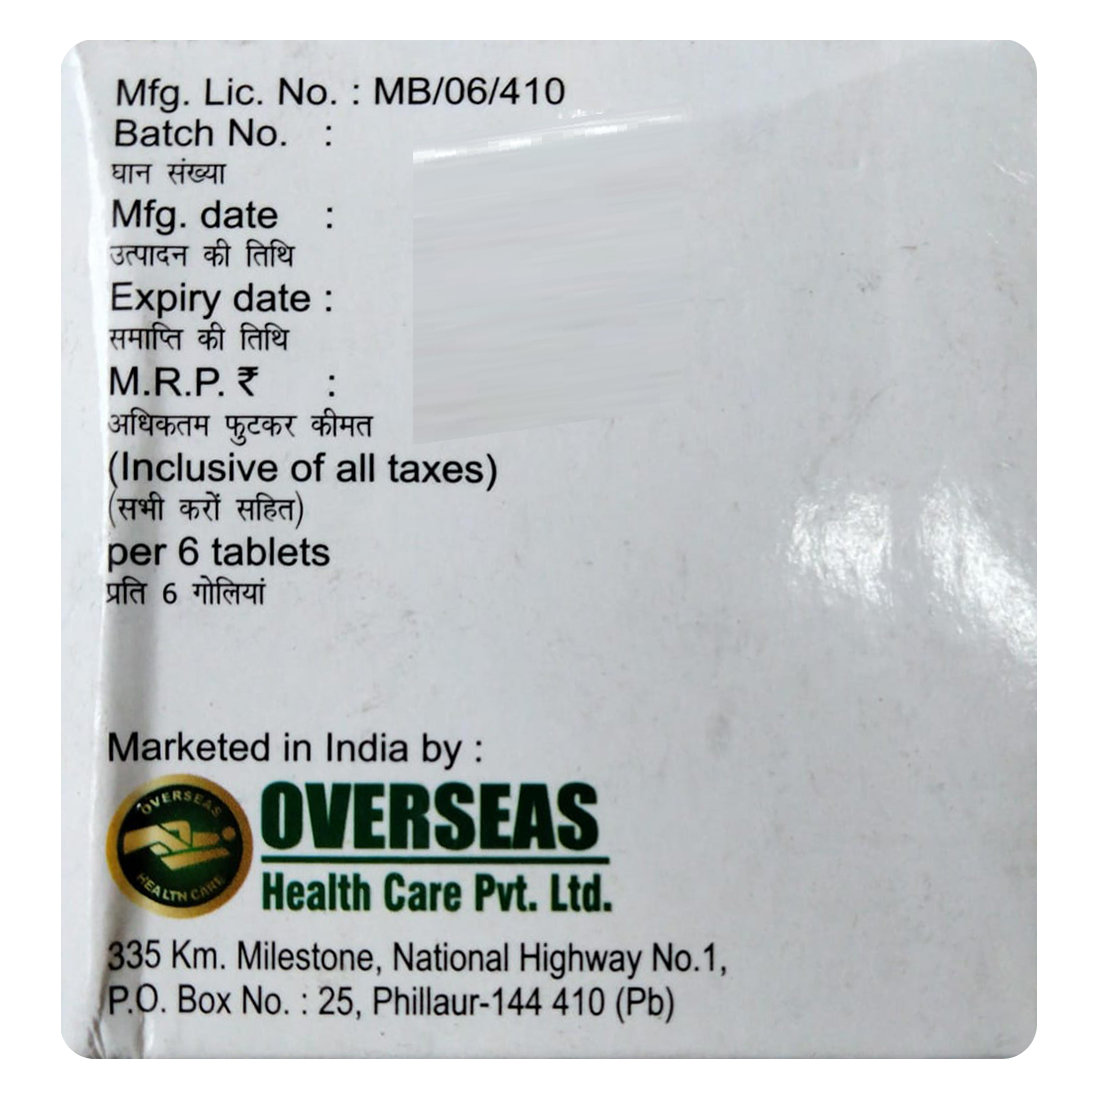 Mfg. Lic. No. : MB/06/410
Batch No. :
घान संख्या
Mfg. date :
उत्पादन की तिथि
Expiry date :
समाप्ति की तिथि
M.R.P. ₹ :
अधिकतम फुटकर कीमत
(Inclusive of all taxes)
(सभी करों सहित)
per 6 tablets
प्रति 6 गोलियां
Marketed in India by :
OVERSEAS
HEALTH CARE
OVERSEAS
Health Care Pvt. Ltd.
335 Km. Milestone, National Highway No.1,
P.O. Box No. : 25, Phillaur-144 410 (Pb)